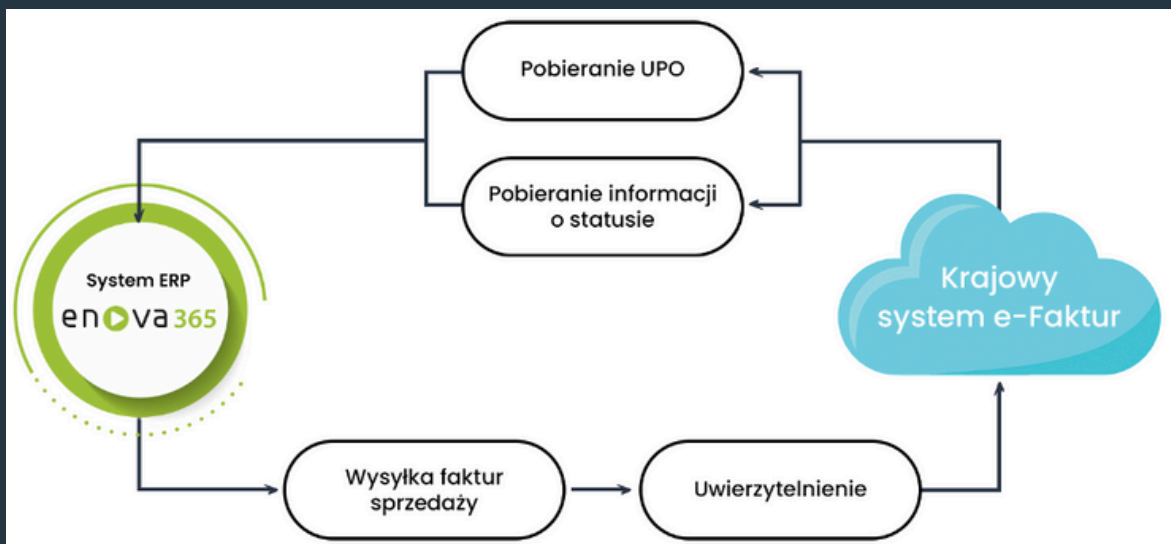 Pobieranie UPO
Pobieranie informacji
o statusie
System ERP
enova365
Krajowy
system e-Faktur
Wysyłka faktur
sprzedaży
Uwierzytelnienie